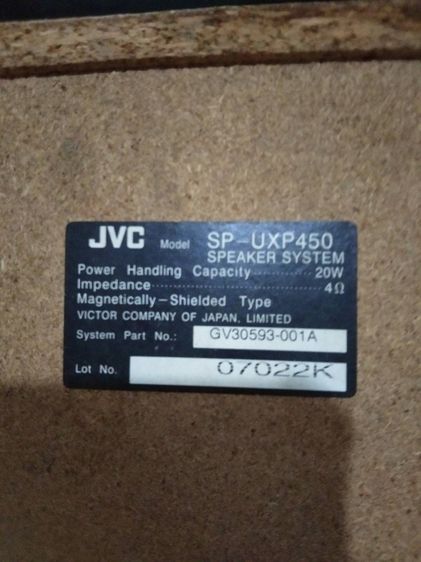 JVC Model SP-UXP450
SPEAKER SYSTEM
Power Handling Capacity 20W
Impedance 4Ω
Magnetically-Shielded Type
VICTOR COMPANY OF JAPAN, LIMITED
System Part No.: GV30593-001A
Lot No. 07022K